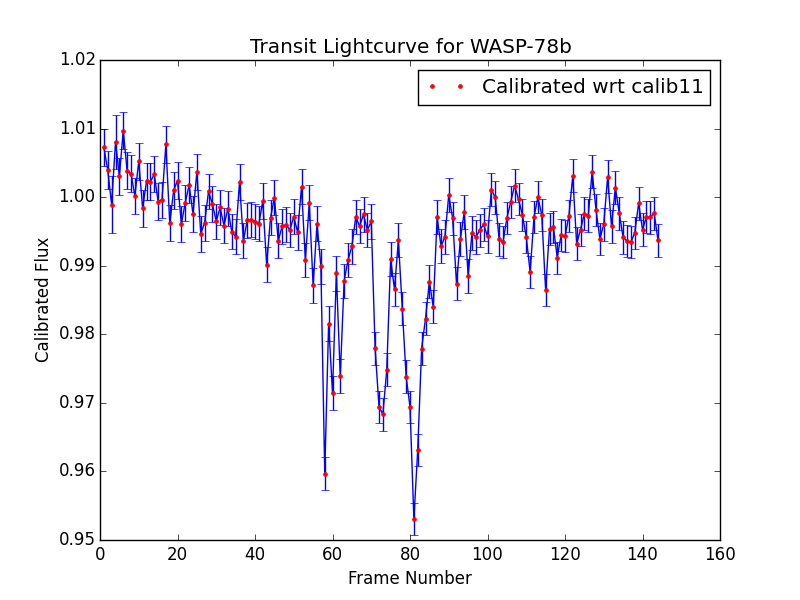 Transit Lightcurve for WASP-78b
Calibrated wrt calib11
1.02
1.01
1.00
0.99
0.98
0.97
0.96
0.95
Calibrated Flux
0 20 40 60 80 100 120 140 160
Frame Number